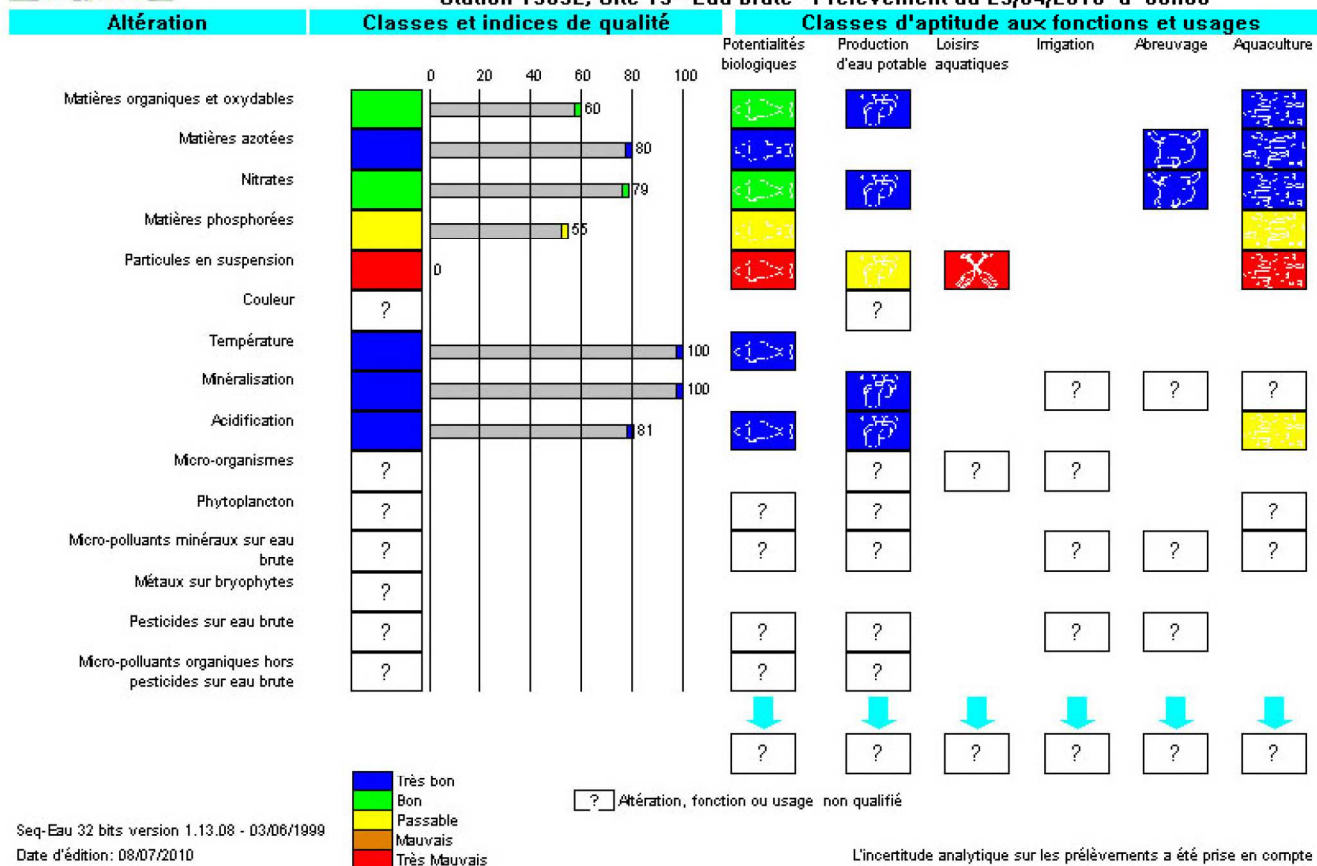 Altération Classes et indices de qualité Classes d'aptitude aux fonctions et usages
Potentialités biologiques Production d'eau potable Loisirs aquatiques Irrigation Abreuvage Aquaculture
0 20 40 60 80 100
Matières organiques et oxydables 60
Matières azotées 80
Nitrates 79
Matières phosphorées 55
Particules en suspension 0
Couleur ? ?
Température 100
Minéralisation 100 ? ? ?
Acidification 81
Micro-organismes ? ? ? ?
Phytoplancton ? ? ? ?
Micro-polluants minéraux sur eau
brute ? ? ? ? ? ?
Métaux sur bryophytes ?
Pesticides sur eau brute ? ? ? ? ?
Micro-polluants organiques hors
pesticides sur eau brute ? ? ?
? ? ? ? ? ?
Très bon
Bon
Passable
Mauvais
Très Mauvais
? Altération, fonction ou usage non qualifié
Seq-Eau 32 bits version 1.13.08 - 03/06/1999
Date d'édition: 08/07/2010
L'incertitude analytique sur les prélèvements a été prise en compte